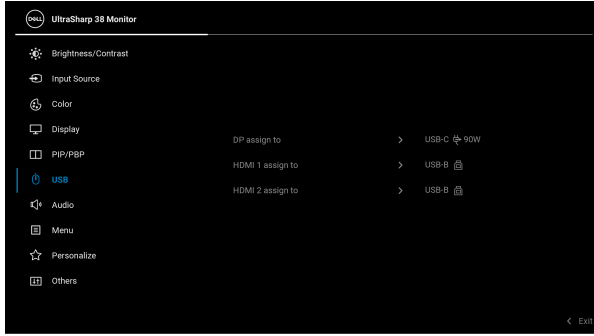 DELL UltraSharp 38 Monitor
Brightness/Contrast
Input Source
Color
Display
DP assign to > USB-C 90W
PIP/PBP
HDMI 1 assign to > USB-B
USB
HDMI 2 assign to > USB-B
Audio
Menu
Personalize
Others
< Exit